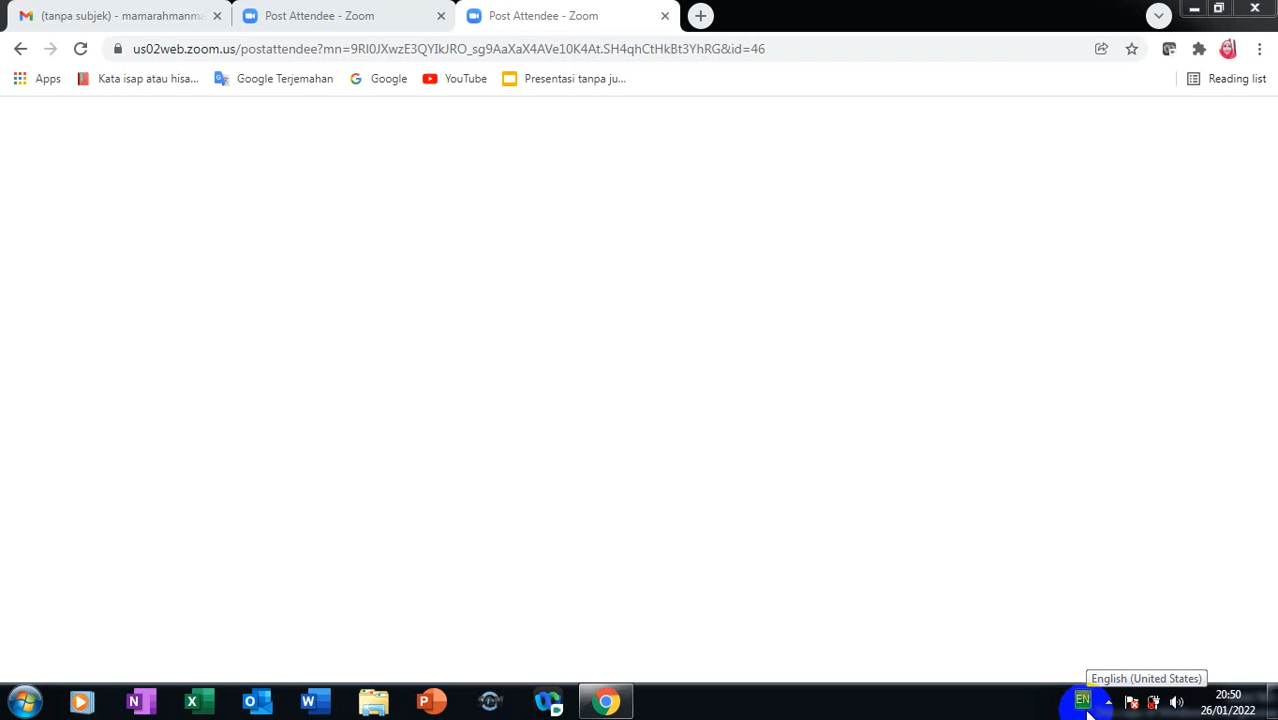 (tanpa subjek) - mamarahanma
Post Attendee - Zoom
Post Attendee - Zoom
us02web.zoom.us/postattendee?mn=9RI0JXwzE3QYIkJRO_sg9AaXaX4AVe10K4At.SH4qhCtHkBt3YhRG&id=46
Apps
Kata isap atau hisa...
Google Terjemahan
G Google
YouTube
Presentasi tanpa ju...
Reading list
English (United States)
EN
20:50
26/01/2022